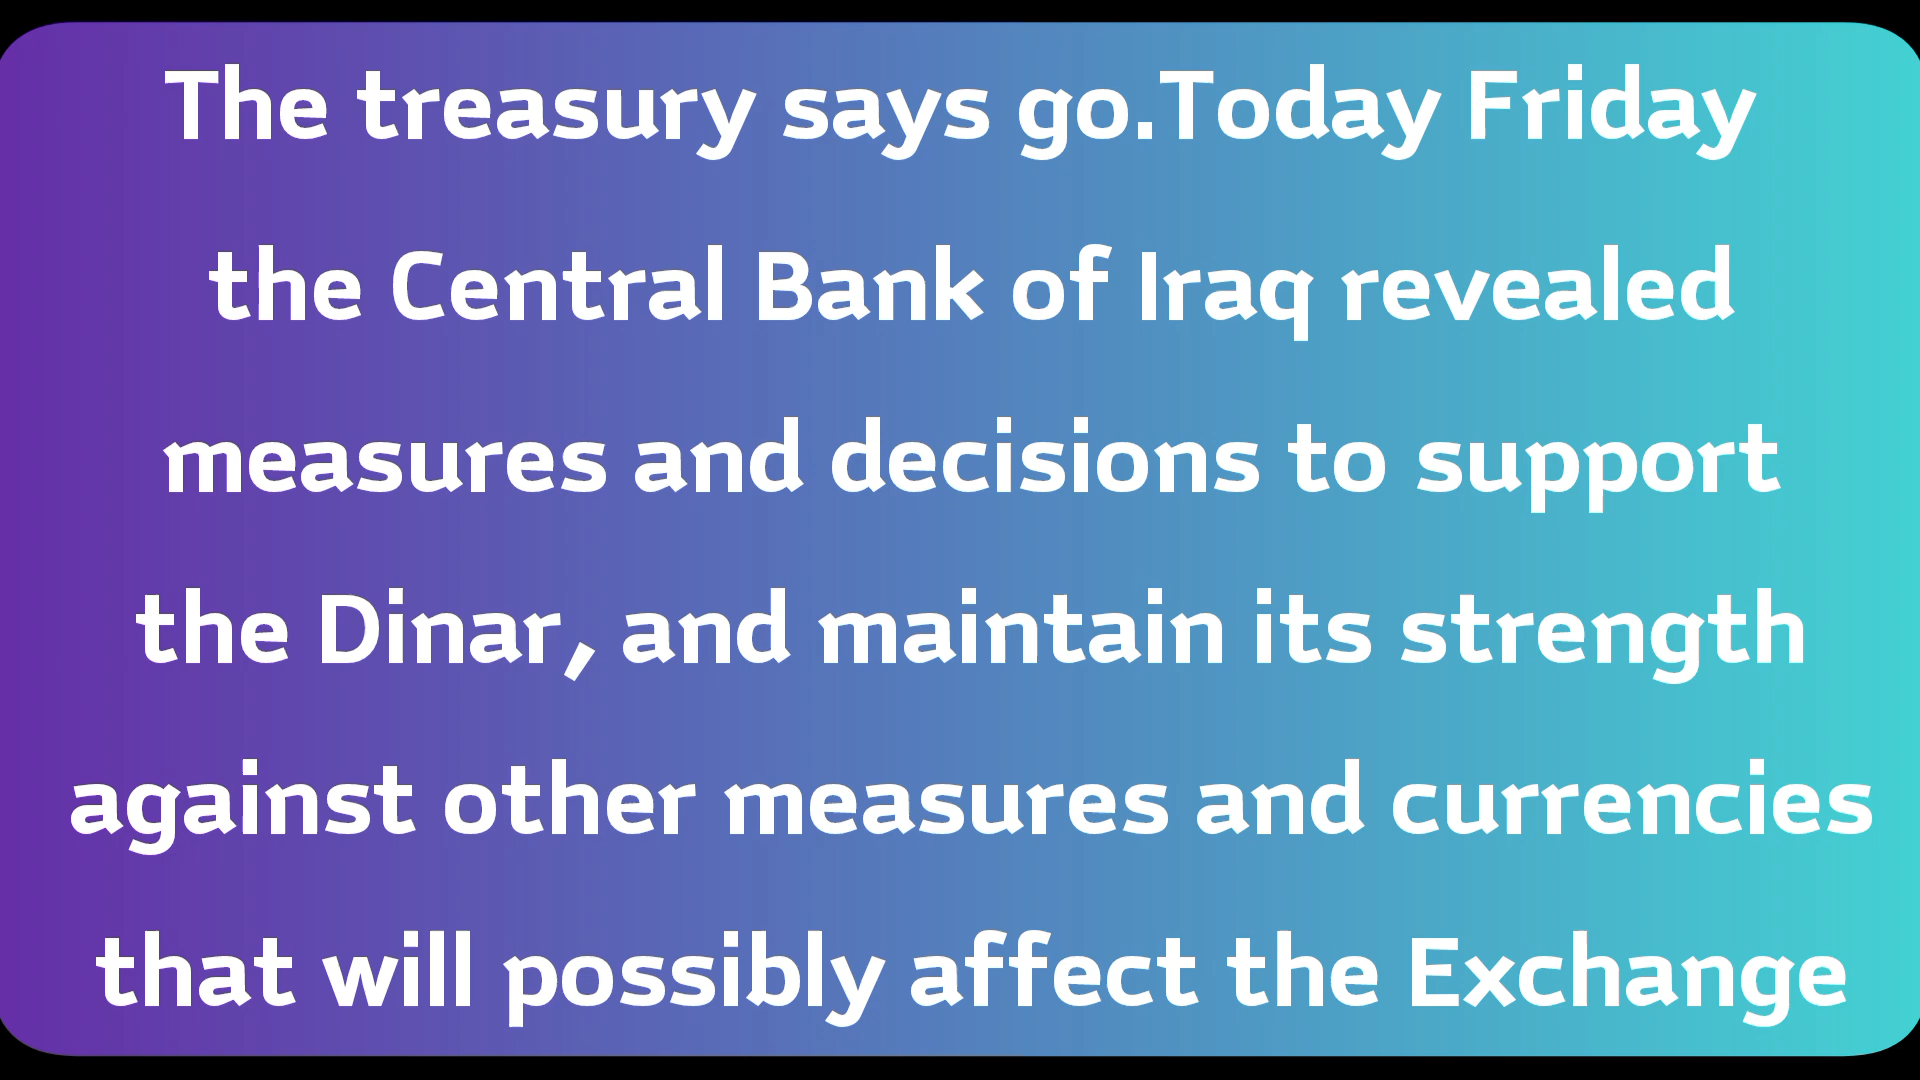 The treasury says go.Today Friday
the Central Bank of Iraq revealed
measures and decisions to support
the Dinar, and maintain its strength
against other measures and currencies
that will possibly affect the Exchange